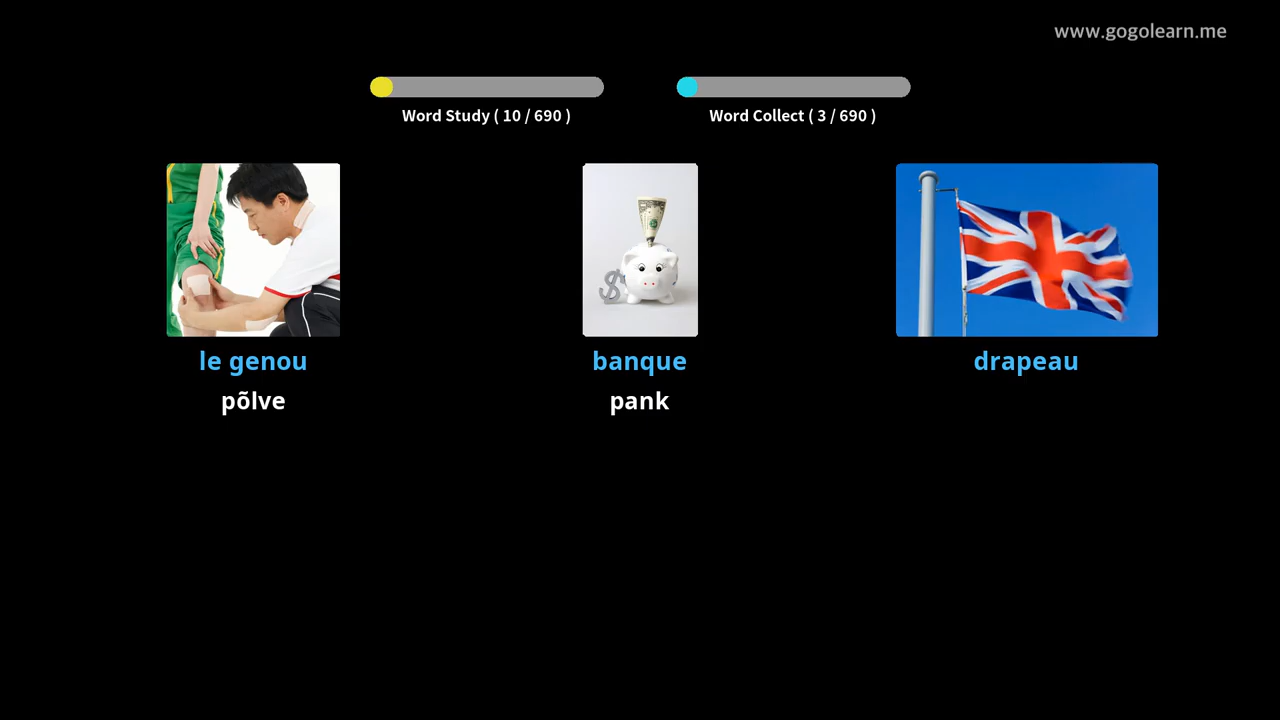 www.gogolearn.me
Word Study ( 10 / 690 )
Word Collect ( 3 / 690 )
le genou
põlve
banque
pank
drapeau